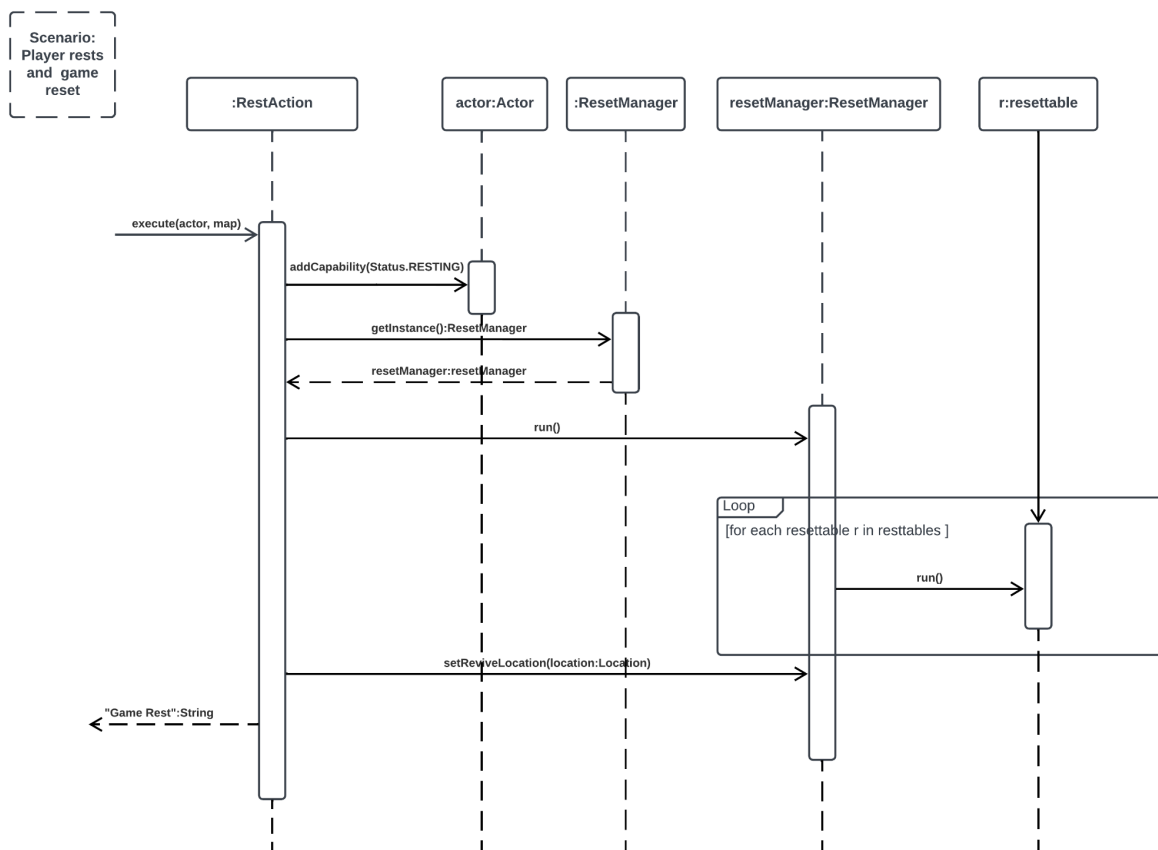 Scenario:
Player rests
and game
reset
:RestAction
actor:Actor
:ResetManager
resetManager:ResetManager
r:resettable
execute(actor, map)
addCapability(Status.RESTING)
getInstance():ResetManager
resetManager:resetManager
run()
Loop
[for each resettable r in resttables ]
run()
setReviveLocation(location:Location)
"Game Rest":String